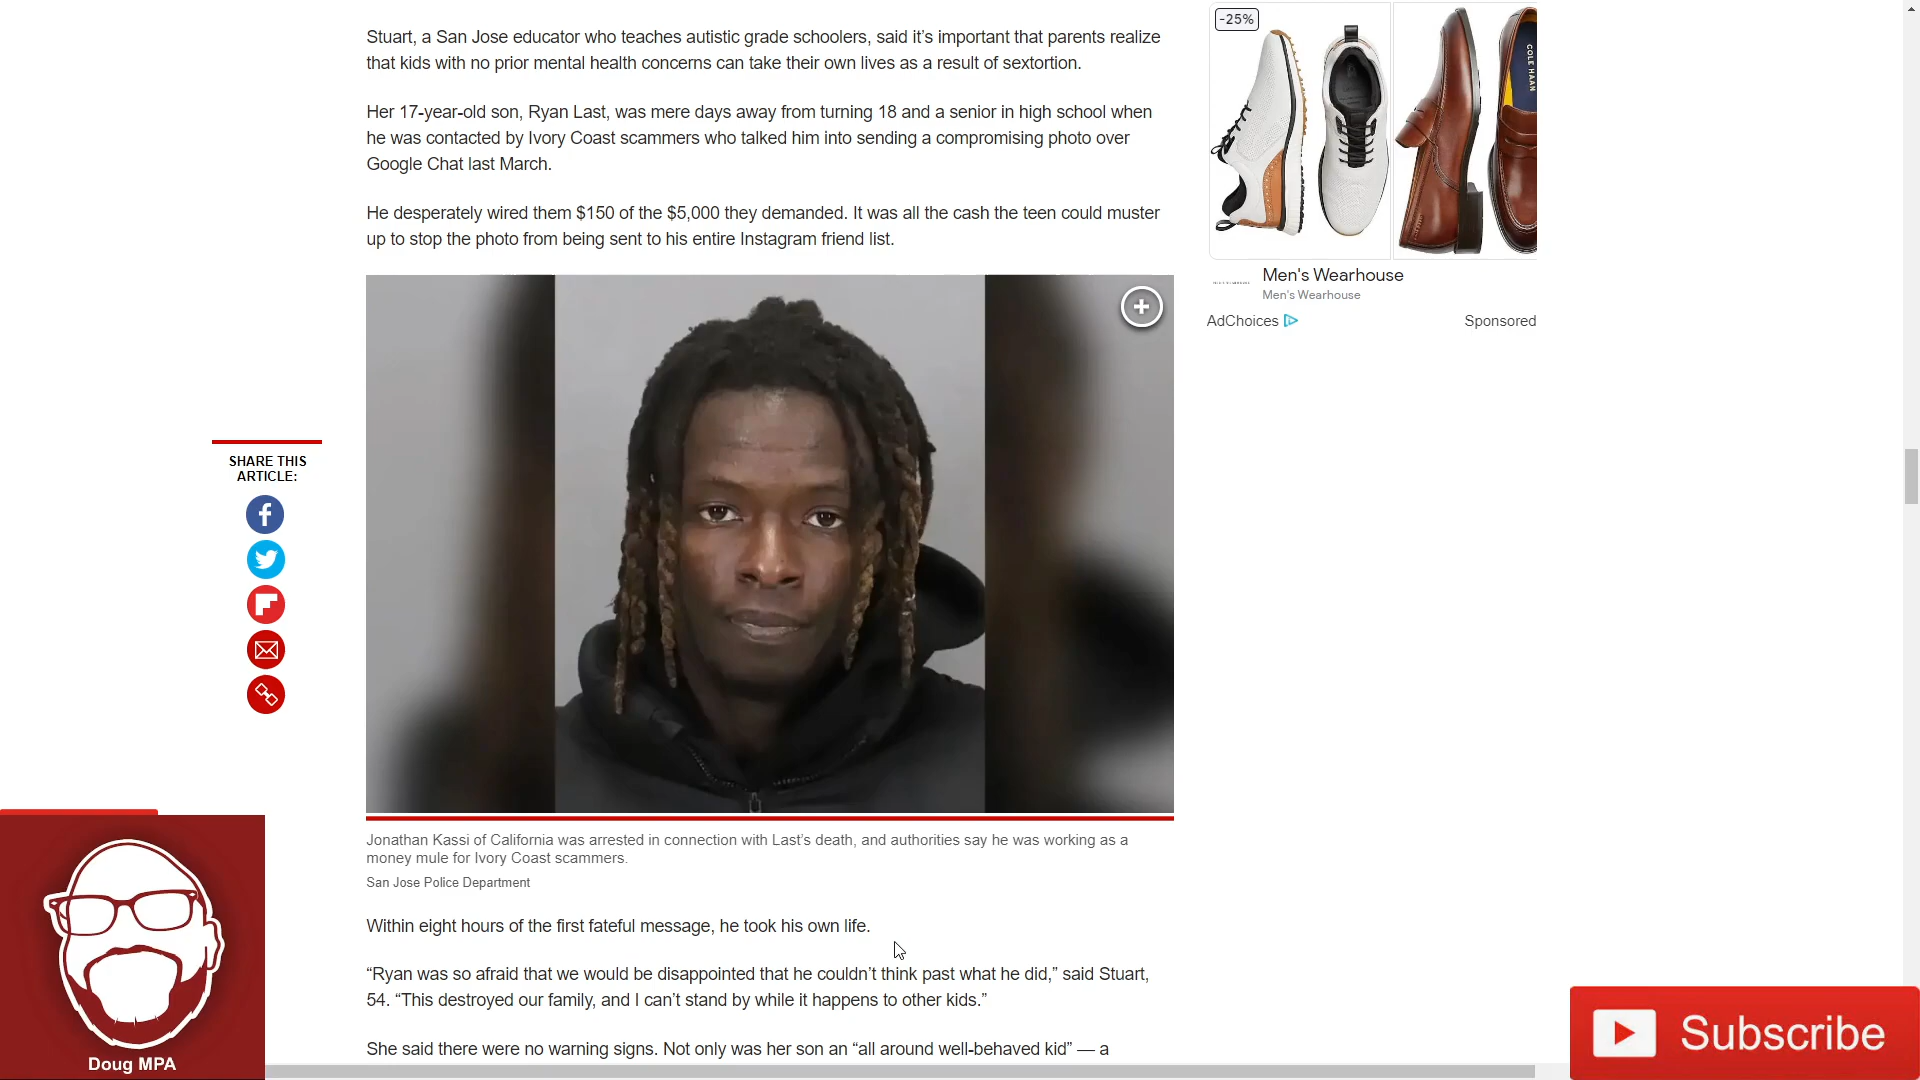 Stuart, a San Jose educator who teaches autistic grade schoolers, said it’s important that parents realize
that kids with no prior mental health concerns can take their own lives as a result of sextortion.
Her 17-year-old son, Ryan Last, was mere days away from turning 18 and a senior in high school when
he was contacted by Ivory Coast scammers who talked him into sending a compromising photo over
Google Chat last March.
He desperately wired them $150 of the $5,000 they demanded. It was all the cash the teen could muster
up to stop the photo from being sent to his entire Instagram friend list.
-25%
COLE HAAN
Men's Wearhouse
Men's Wearhouse
AdChoices
Sponsored
SHARE THIS
ARTICLE:
Jonathan Kassi of California was arrested in connection with Last’s death, and authorities say he was working as a
money mule for Ivory Coast scammers.
San Jose Police Department
Within eight hours of the first fateful message, he took his own life.
“Ryan was so afraid that we would be disappointed that he couldn’t think past what he did,” said Stuart,
54. “This destroyed our family, and I can’t stand by while it happens to other kids.”
She said there were no warning signs. Not only was her son an “all around well-behaved kid” — a
Doug MPA
Subscribe